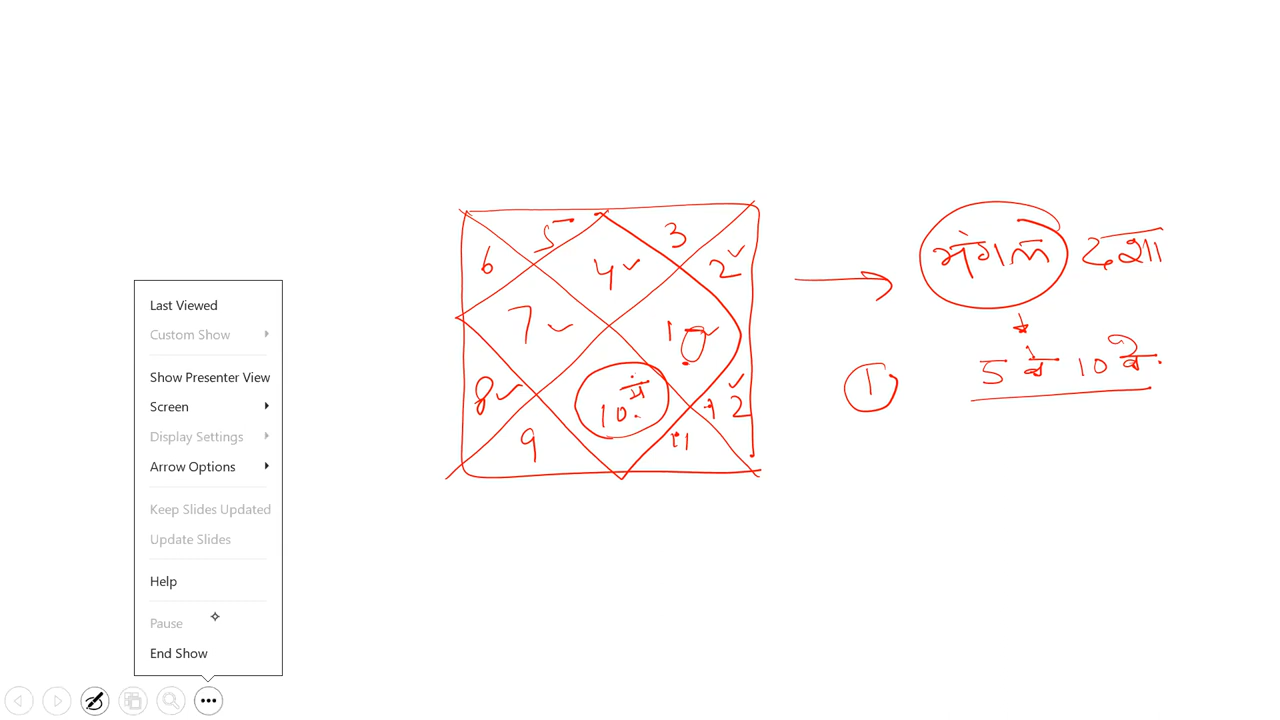 Last Viewed
Custom Show
Show Presenter View
Screen
Display Settings
Arrow Options
Keep Slides Updated
Update Slides
Help
Pause
End Show
5
3
6
4
2
7
10
8
10
12
9
11
मंगल दशा
1
5 वें 10 वें